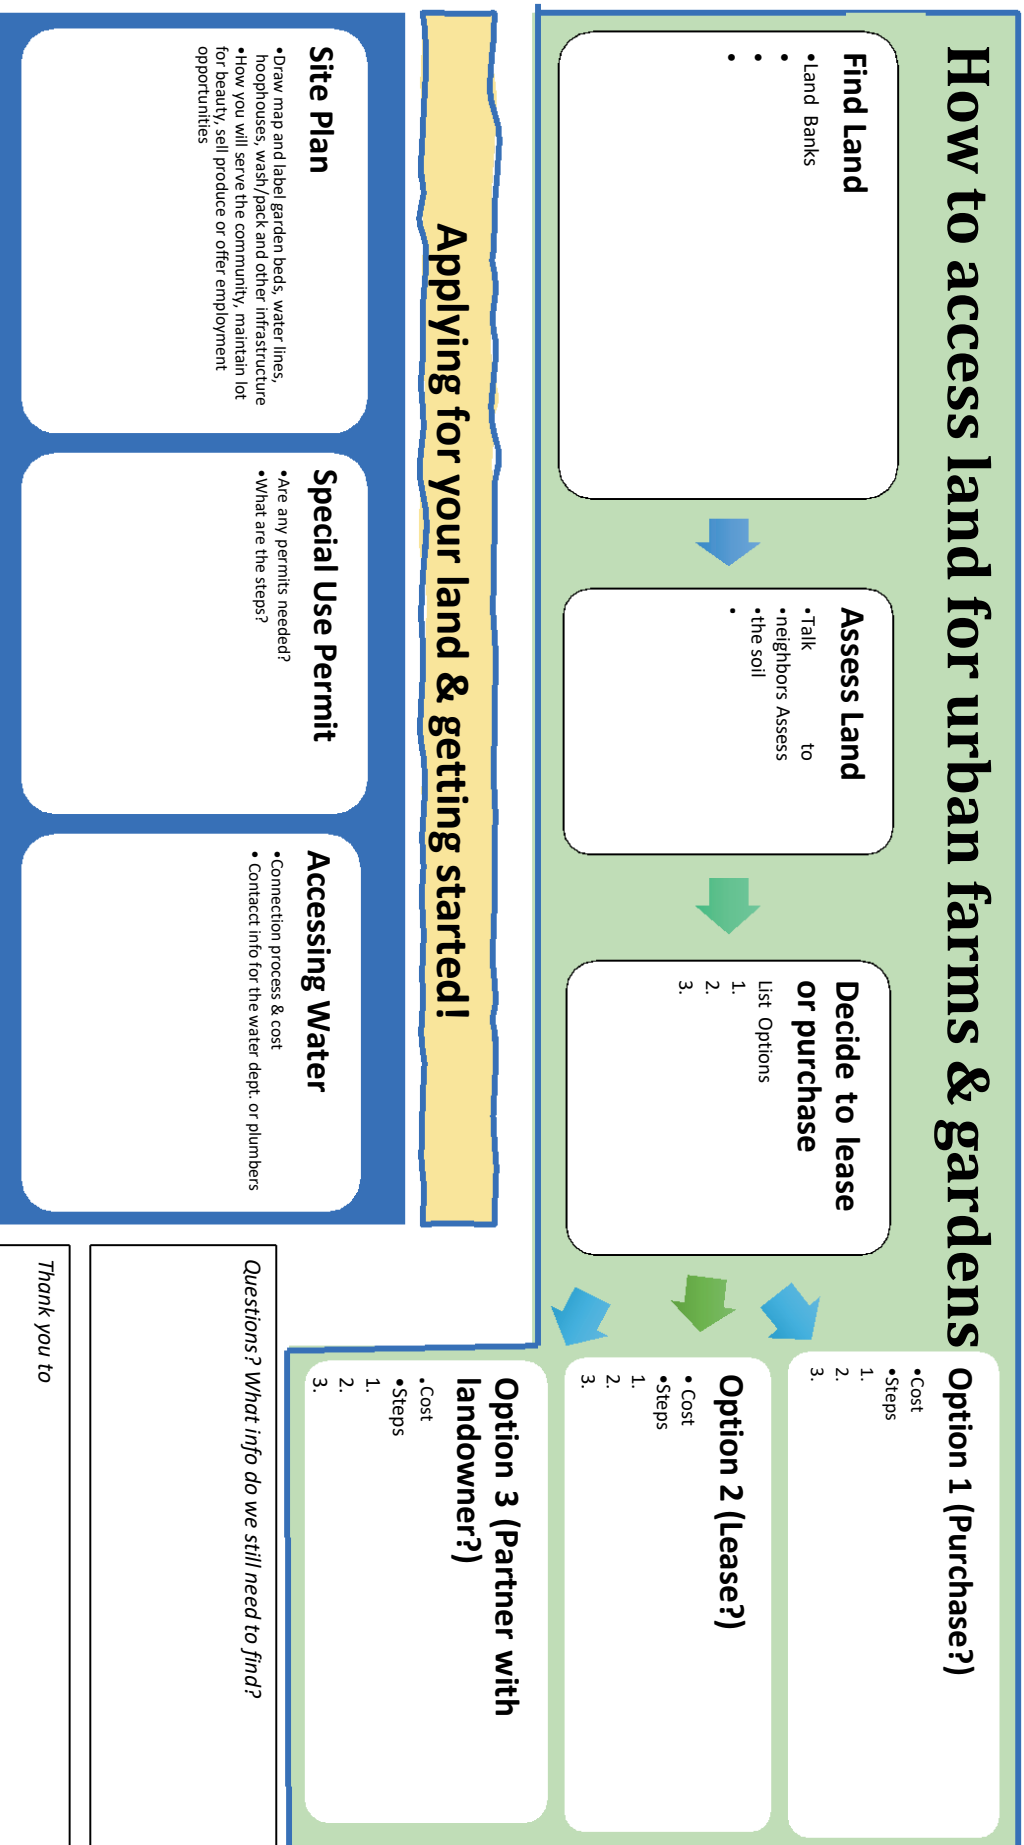 How to access land for urban farms & gardens
Find Land
•Land Banks
•
•
•
Assess Land
•Talk to
•neighbors Assess
•the soil
•
Decide to lease
or purchase
List Options
1.
2.
3.
Option 1 (Purchase?)
•Cost
•Steps
1.
2.
3.
Option 2 (Lease?)
• Cost
•Steps
1.
2.
3.
Option 3 (Partner with
landowner?)
•Cost
•Steps
1.
2.
3.
Applying for your land & getting started!
Site Plan
•Draw map and label garden beds, water lines,
hoophouses, wash/pack and other infrastructure
•How you will serve the community, maintain lot
for beauty, sell produce or offer employment
opportunities
Special Use Permit
•Are any permits needed?
•What are the steps?
Accessing Water
•Connection process & cost
• Contacct info for the water dept. or plumbers
Questions? What info do we still need to find?
Thank you to